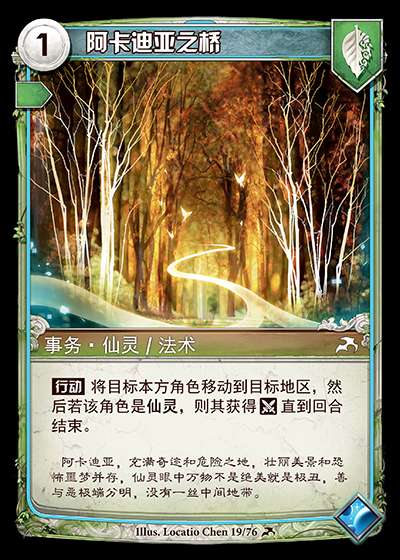 1
阿卡迪亚之桥
事务·仙灵/法术
行动 将目标本方角色移动到目标地区，然
后若该角色是仙灵，则其获得 直到回合
结束。
阿卡迪亚，充满奇迹和危险之地，壮丽美景和恐
怖噩梦并存，仙灵眼中万物不是绝美就是极丑，善
与恶极端分明，没有一丝中间地带。
Illus. Locatio Chen 19/76